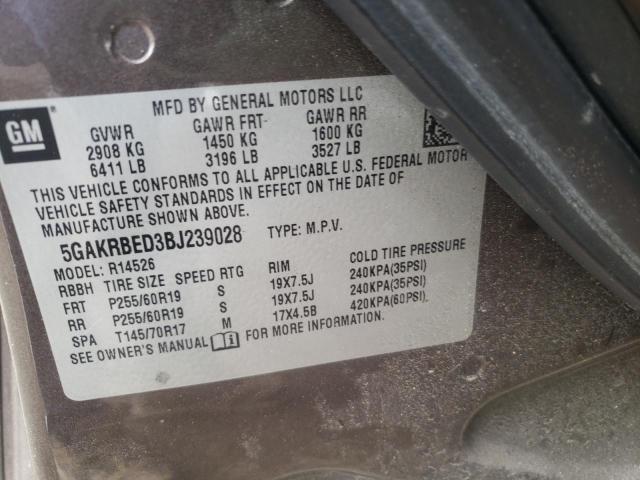 GM
MFD BY GENERAL MOTORS LLC
GVWR GAWR FRT GAWR RR
2908 KG 1450 KG 1600 KG
6411 LB 3196 LB 3527 LB
THIS VEHICLE CONFORMS TO ALL APPLICABLE U.S. FEDERAL MOTOR
VEHICLE SAFETY STANDARDS IN EFFECT ON THE DATE OF
MANUFACTURE SHOWN ABOVE.
5GAKRBED3BJ239028 TYPE: M.P.V.
MODEL: R14526
RBBH TIRE SIZE SPEED RTG RIM COLD TIRE PRESSURE
FRT P255/60R19 S 19X7.5J 240KPA(35PSI)
RR P255/60R19 S 19X7.5J 240KPA(35PSI)
SPA T145/70R17 M 17X4.5B 420KPA(60PSI)
SEE OWNER'S MANUAL FOR MORE INFORMATION.